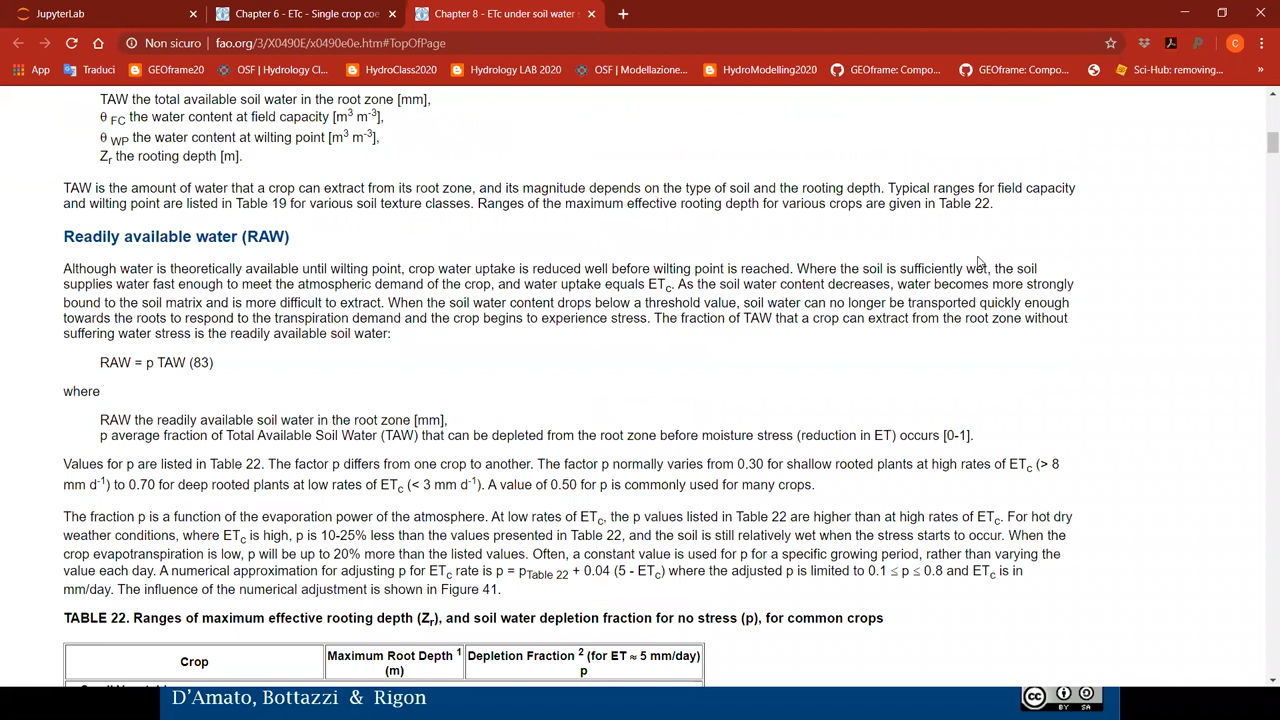 JupyterLab
Chapter 6 - ETc - Single crop coe
Chapter 8 - ETc under soil water
Non sicuro
fao.org/3/X0490E/x0490e0e.htm#TopOfPage
App
Traduci
GEOframe20
OSF | Hydrology Cl...
HydroClass2020
Hydrology LAB 2020
OSF | Modellazione...
HydroModelling2020
GEOframe: Compo...
GEOframe: Compo...
Sci-Hub: removing...
»
TAW the total available soil water in the root zone [mm],
θ FC the water content at field capacity [m3 m-3],
θ WP the water content at wilting point [m3 m-3],
Zr the rooting depth [m].
TAW is the amount of water that a crop can extract from its root zone, and its magnitude depends on the type of soil and the rooting depth. Typical ranges for field capacity
and wilting point are listed in Table 19 for various soil texture classes. Ranges of the maximum effective rooting depth for various crops are given in Table 22.
Readily available water (RAW)
Although water is theoretically available until wilting point, crop water uptake is reduced well before wilting point is reached. Where the soil is sufficiently wet, the soil
supplies water fast enough to meet the atmospheric demand of the crop, and water uptake equals ETc. As the soil water content decreases, water becomes more strongly
bound to the soil matrix and is more difficult to extract. When the soil water content drops below a threshold value, soil water can no longer be transported quickly enough
towards the roots to respond to the transpiration demand and the crop begins to experience stress. The fraction of TAW that a crop can extract from the root zone without
suffering water stress is the readily available soil water:
RAW = p TAW (83)
where
RAW the readily available soil water in the root zone [mm],
p average fraction of Total Available Soil Water (TAW) that can be depleted from the root zone before moisture stress (reduction in ET) occurs [0-1].
Values for p are listed in Table 22. The factor p differs from one crop to another. The factor p normally varies from 0.30 for shallow rooted plants at high rates of ETc (> 8
mm d-1) to 0.70 for deep rooted plants at low rates of ETc (< 3 mm d-1). A value of 0.50 for p is commonly used for many crops.
The fraction p is a function of the evaporation power of the atmosphere. At low rates of ETc, the p values listed in Table 22 are higher than at high rates of ETc. For hot dry
weather conditions, where ETc is high, p is 10-25% less than the values presented in Table 22, and the soil is still relatively wet when the stress starts to occur. When the
crop evapotranspiration is low, p will be up to 20% more than the listed values. Often, a constant value is used for p for a specific growing period, rather than varying the
value each day. A numerical approximation for adjusting p for ETc rate is p = pTable 22 + 0.04 (5 - ETc) where the adjusted p is limited to 0.1 ≤ p ≤ 0.8 and ETc is in
mm/day. The influence of the numerical adjustment is shown in Figure 41.
TABLE 22. Ranges of maximum effective rooting depth (Zr), and soil water depletion fraction for no stress (p), for common crops
Crop
Maximum Root Depth 1
(m)
Depletion Fraction 2 (for ET ≈ 5 mm/day)
p
D'Amato, Bottazzi & Rigon
CC BY SA